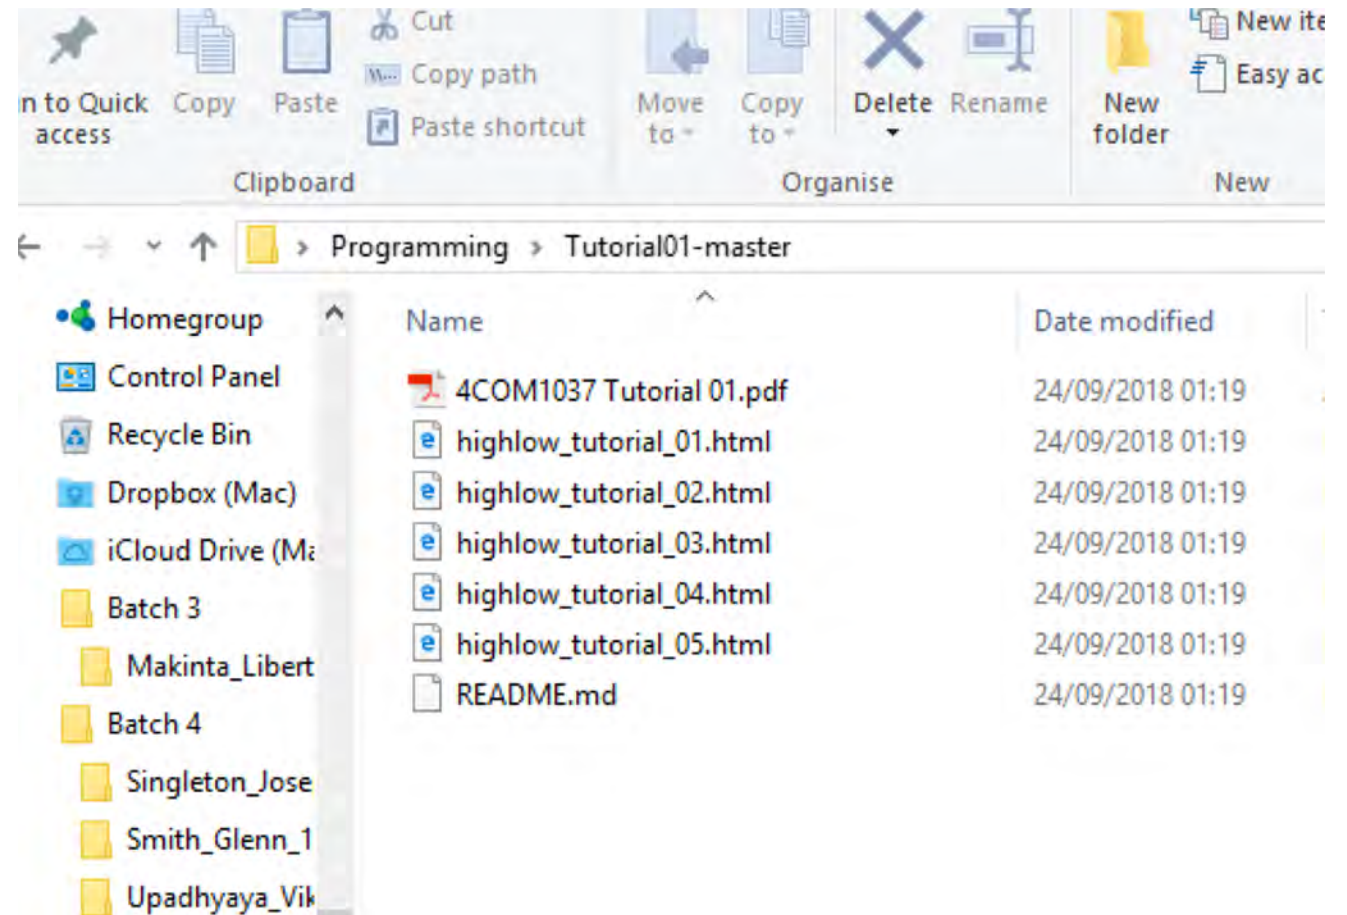 Cut
New ite
Copy path
Easy ac
n to Quick
access
Copy
Paste
Paste shortcut
Move
to
Copy
to
Delete
Rename
New
folder
Clipboard
Organise
New
Programming > Tutorial01-master
Homegroup
Control Panel
Recycle Bin
Dropbox (Mac)
iCloud Drive (Ma
Batch 3
Makinta_Libert
Batch 4
Singleton_Jose
Smith_Glenn_1
Upadhyaya_Vik
Name Date modified
4COM1037 Tutorial 01.pdf 24/09/2018 01:19
highlow_tutorial_01.html 24/09/2018 01:19
highlow_tutorial_02.html 24/09/2018 01:19
highlow_tutorial_03.html 24/09/2018 01:19
highlow_tutorial_04.html 24/09/2018 01:19
highlow_tutorial_05.html 24/09/2018 01:19
README.md 24/09/2018 01:19